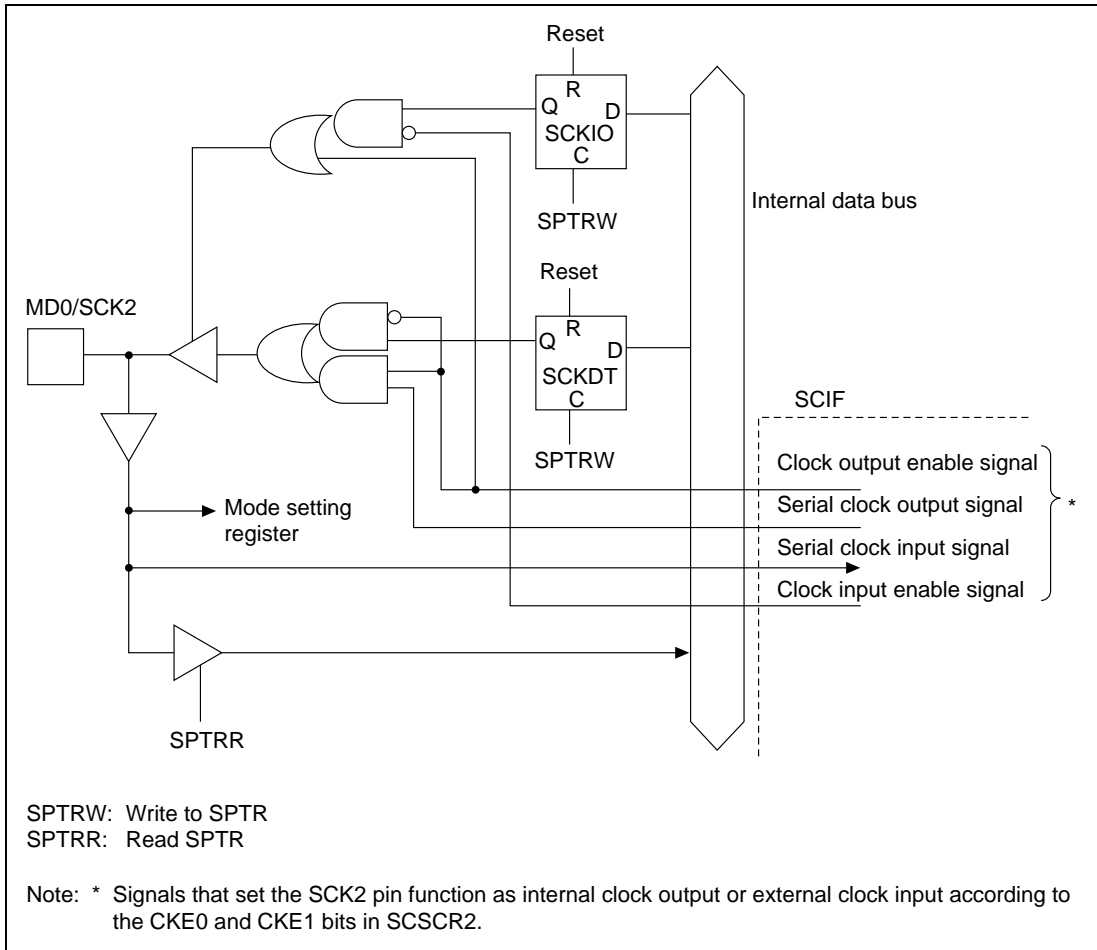 Reset
R
Q
D
SCKIO
C
SPTRW
Internal data bus
Reset
MD0/SCK2
R
Q
D
SCKDT
C
SPTRW
SCIF
Clock output enable signal
Serial clock output signal
*
Mode setting
register
Serial clock input signal
Clock input enable signal
SPTRR
SPTRW: Write to SPTR
SPTRR: Read SPTR
Note: * Signals that set the SCK2 pin function as internal clock output or external clock input according to
the CKE0 and CKE1 bits in SCSCR2.